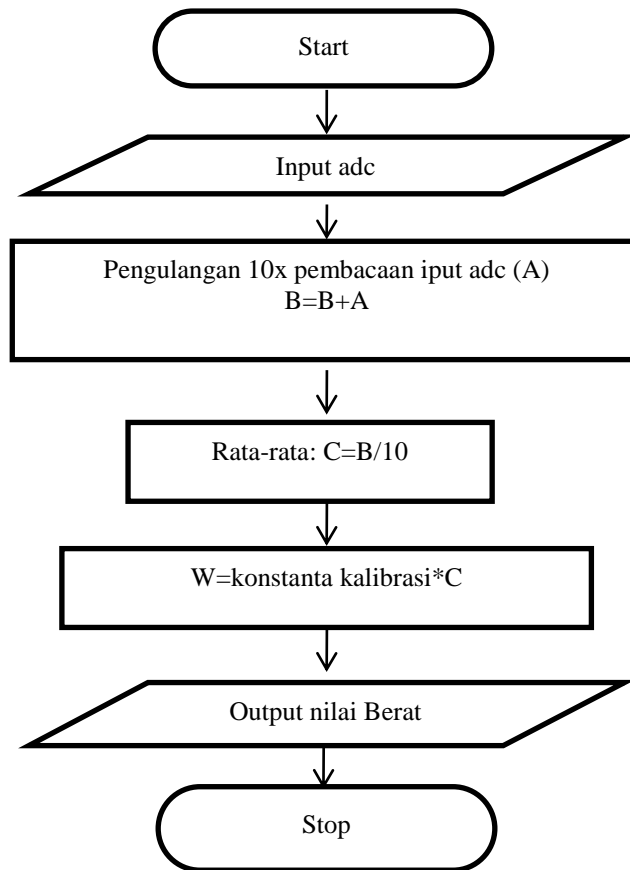 Start
Input adc
Pengulangan 10x pembacaan iput adc (A)
B=B+A
Rata-rata: C=B/10
W=konstanta kalibrasi*C
Output nilai Berat
Stop